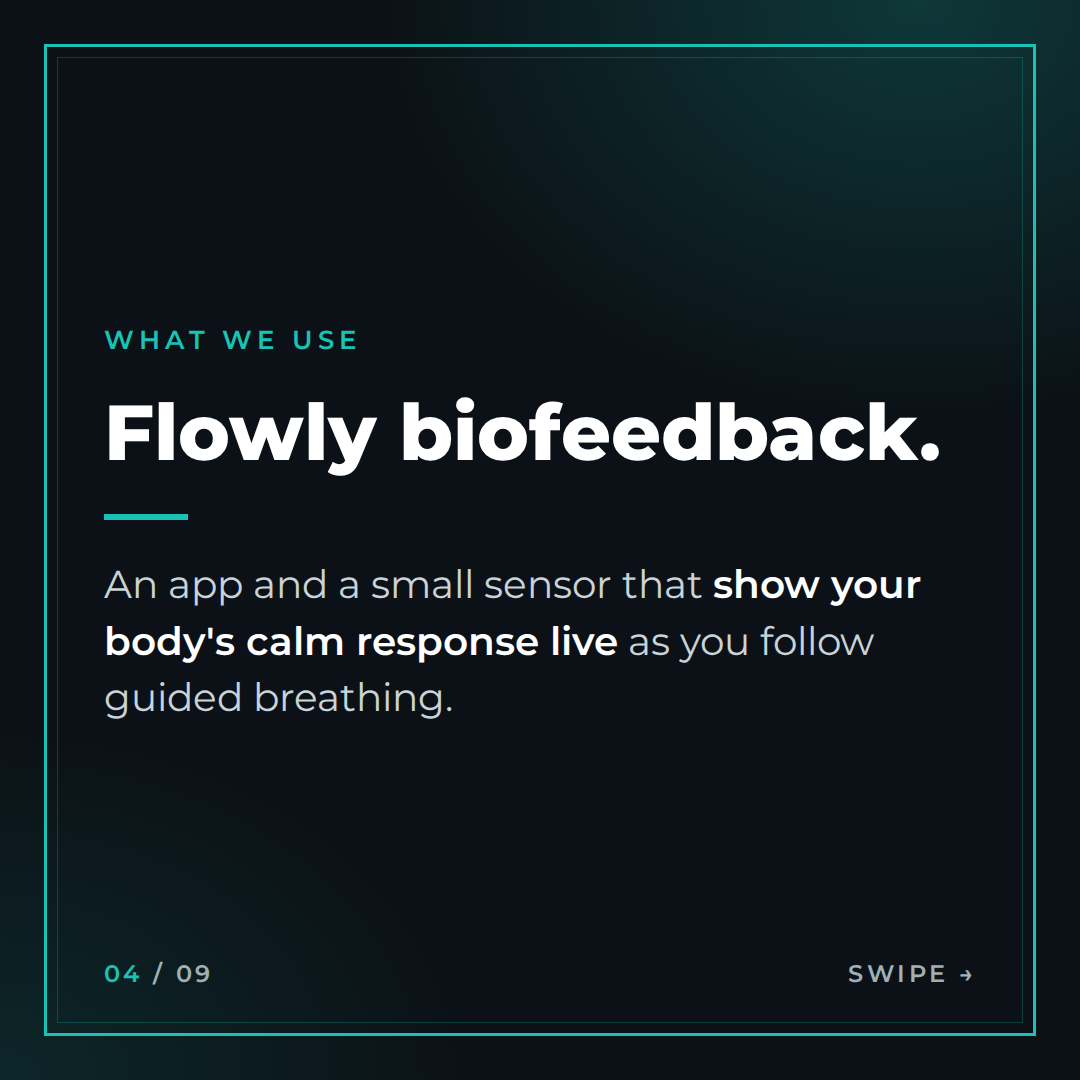 WHAT WE USE
Flowly biofeedback.
An app and a small sensor that show your
body's calm response live as you follow
guided breathing.
04 / 09
SWIPE →